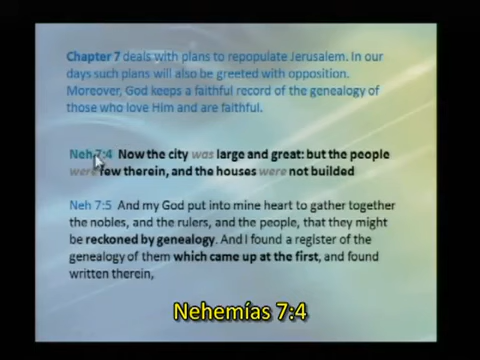 Chapter 7 deals with plans to repopulate Jerusalem. In our
days such plans will also be greeted with opposition.
Moreover, God keeps a faithful record of the genealogy of
those who love Him and are faithful.
Neh 7:4 Now the city was large and great: but the people
were few therein, and the houses were not builded
Neh 7:5 And my God put into mine heart to gather together
the nobles, and the rulers, and the people, that they might
be reckoned by genealogy. And I found a register of the
genealogy of them which came up at the first, and found
written therein,
Nehemías 7:4